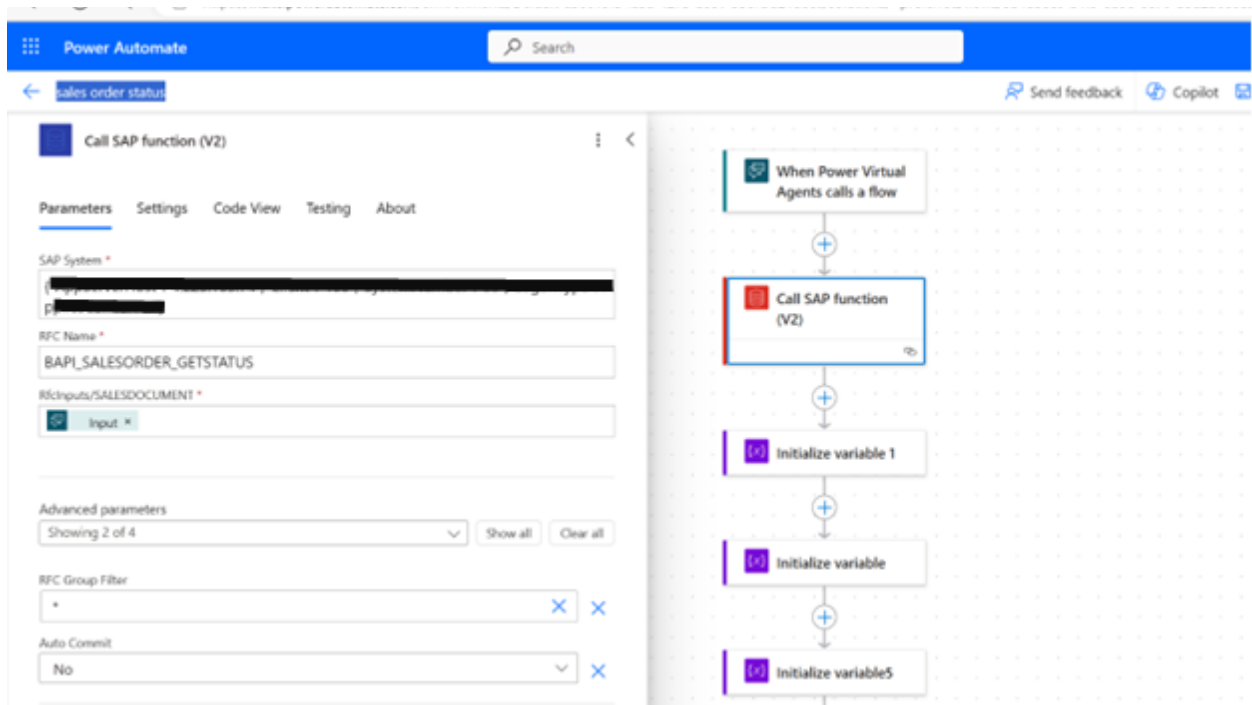 Power Automate
Search
sales order status
Send feedback
Copilot
Call SAP function (V2)
Parameters Settings Code View Testing About
SAP System *
RFC Name *
BAPI_SALESORDER_GETSTATUS
RfcInputs/SALESDOCUMENT *
Input ×
Advanced parameters
Showing 2 of 4
Show all
Clear all
RFC Group Filter
*
Auto Commit
No
When Power Virtual
Agents calls a flow
Call SAP function
(V2)
Initialize variable 1
Initialize variable
Initialize variable5